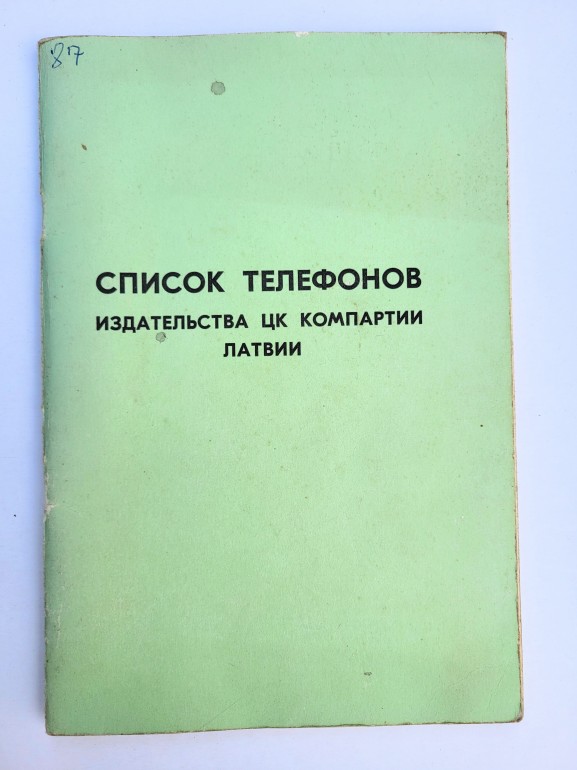 87
СПИСОК ТЕЛЕФОНОВ
ИЗДАТЕЛЬСТВА ЦК КОМПАРТИИ
ЛАТВИИ